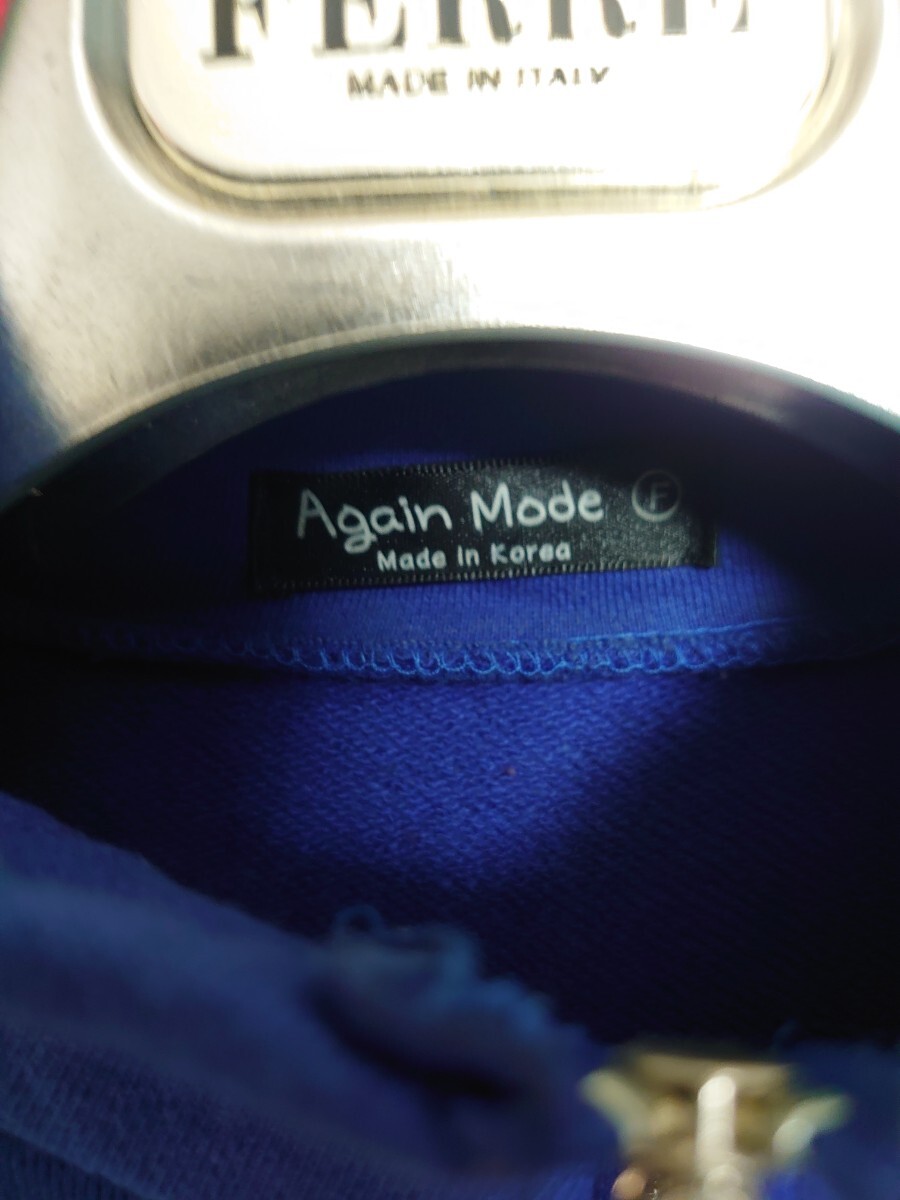 FERRE
MADE IN ITALY
Again Mode F
Made In Korea